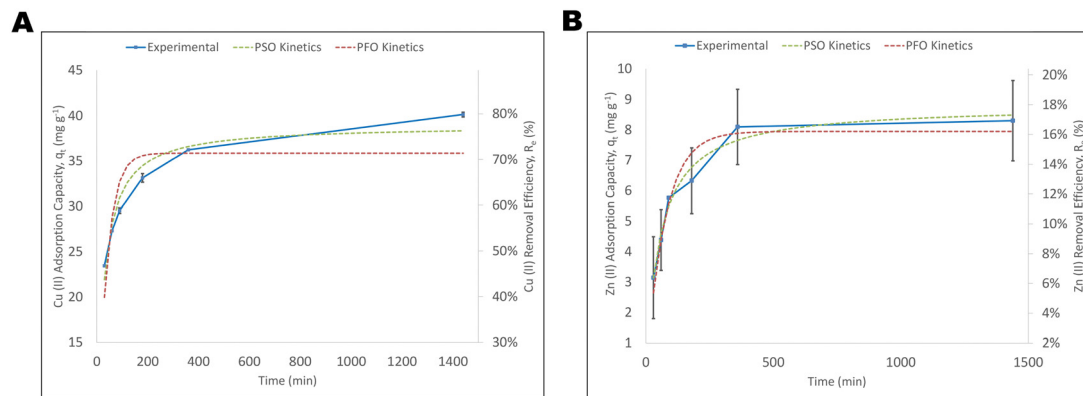 A
Experimental PSO Kinetics PFO Kinetics
45
40
35
30
25
20
15
Cu (II) Adsorption Capacity, qt (mg g-1)
80%
70%
60%
50%
40%
30%
Cu (II) Removal Efficiency, Re (%)
0 200 400 600 800 1000 1200 1400
Time (min)
B
Experimental PSO Kinetics PFO Kinetics
10
9
8
7
6
5
4
3
2
1
Zn (II) Adsorption Capacity, qt (mg g-1)
20%
18%
16%
14%
12%
10%
8%
6%
4%
2%
Zn (II) Removal Efficiency, R (%)
0 500 1000 1500
Time (min)